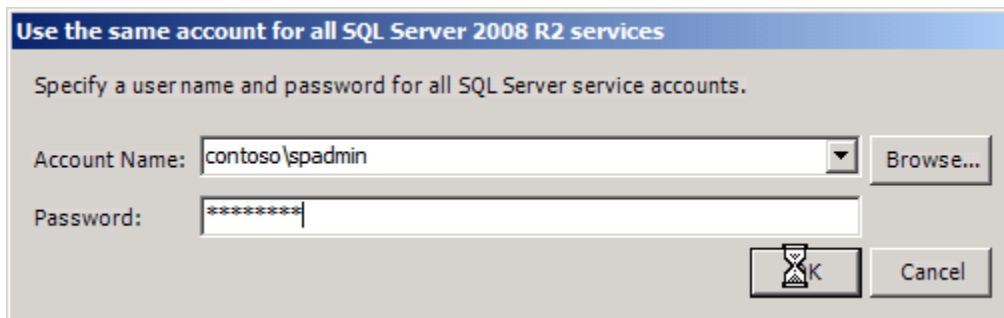 Use the same account for all SQL Server 2008 R2 services
Specify a user name and password for all SQL Server service accounts.
Account Name: contoso\spadmin Browse...
Password: ********
K Cancel